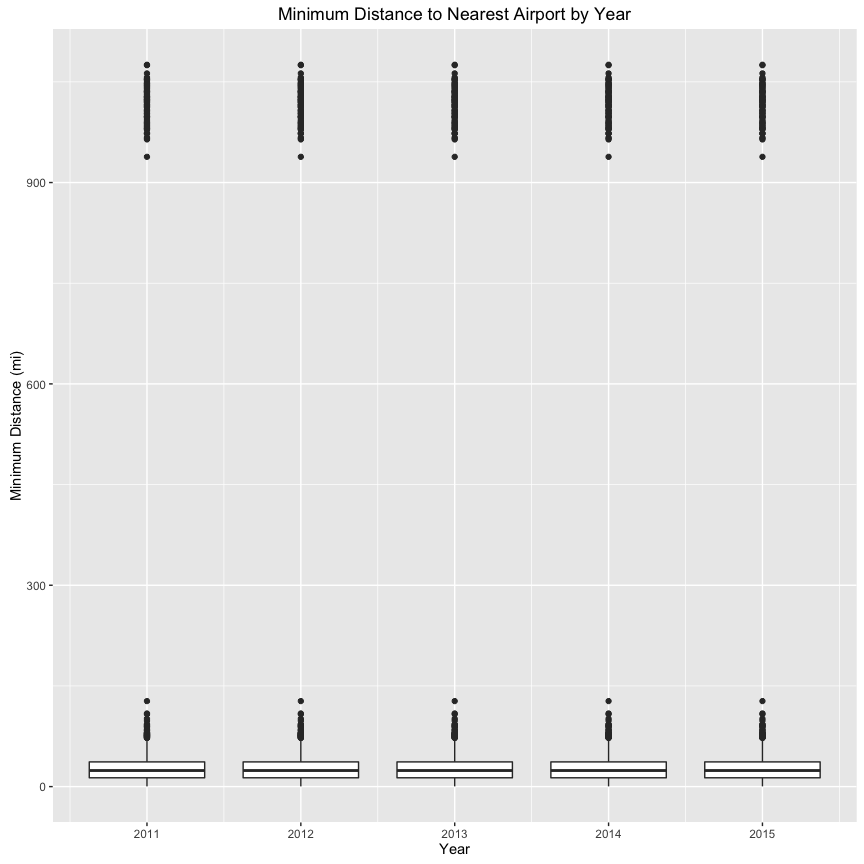 Minimum Distance to Nearest Airport by Year
Minimum Distance (mi)
900
600
300
0
2011 2012 2013 2014 2015
Year